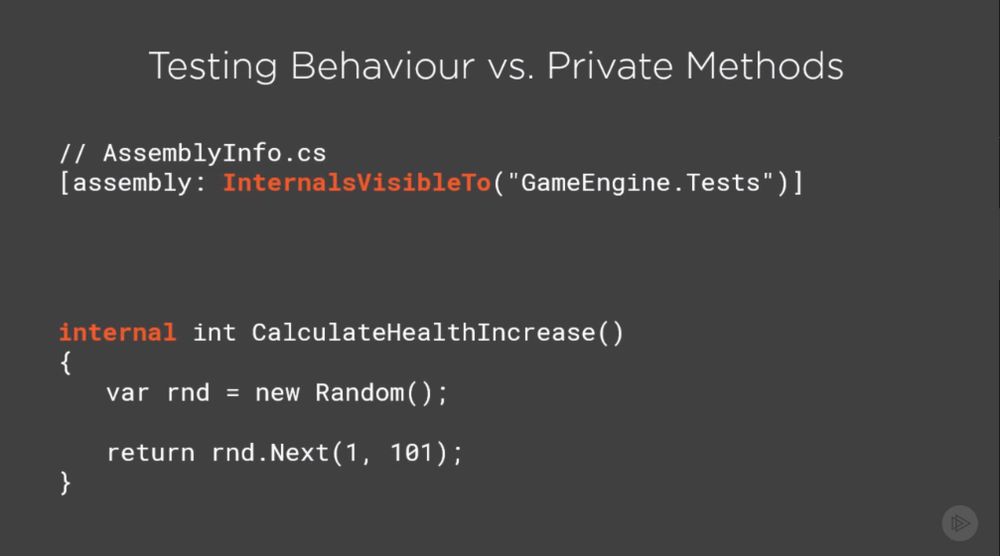 Testing Behaviour vs. Private Methods
// AssemblyInfo.cs
[assembly: InternalsVisibleTo("GameEngine.Tests")]
internal int CalculateHealthIncrease()
{
var rnd = new Random();
return rnd.Next(1, 101);
}